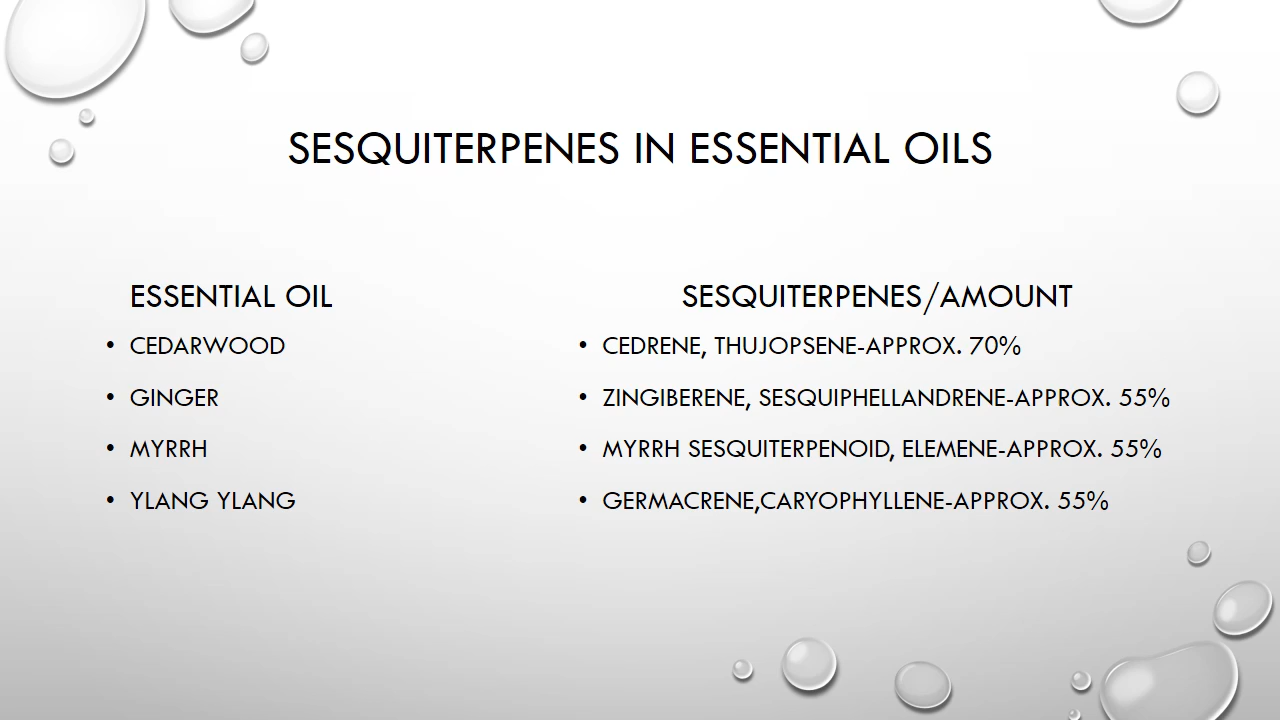 SESQUITERPENES IN ESSENTIAL OILS
ESSENTIAL OIL
• CEDARWOOD
• GINGER
• MYRRH
• YLANG YLANG
SESQUITERPENES/AMOUNT
• CEDRENE, THUJOPSENE-APPROX. 70%
• ZINGIBERENE, SESQUIPHELLANDRENE-APPROX. 55%
• MYRRH SESQUITERPENOID, ELEMENE-APPROX. 55%
• GERMACRENE,CARYOPHYLLENE-APPROX. 55%